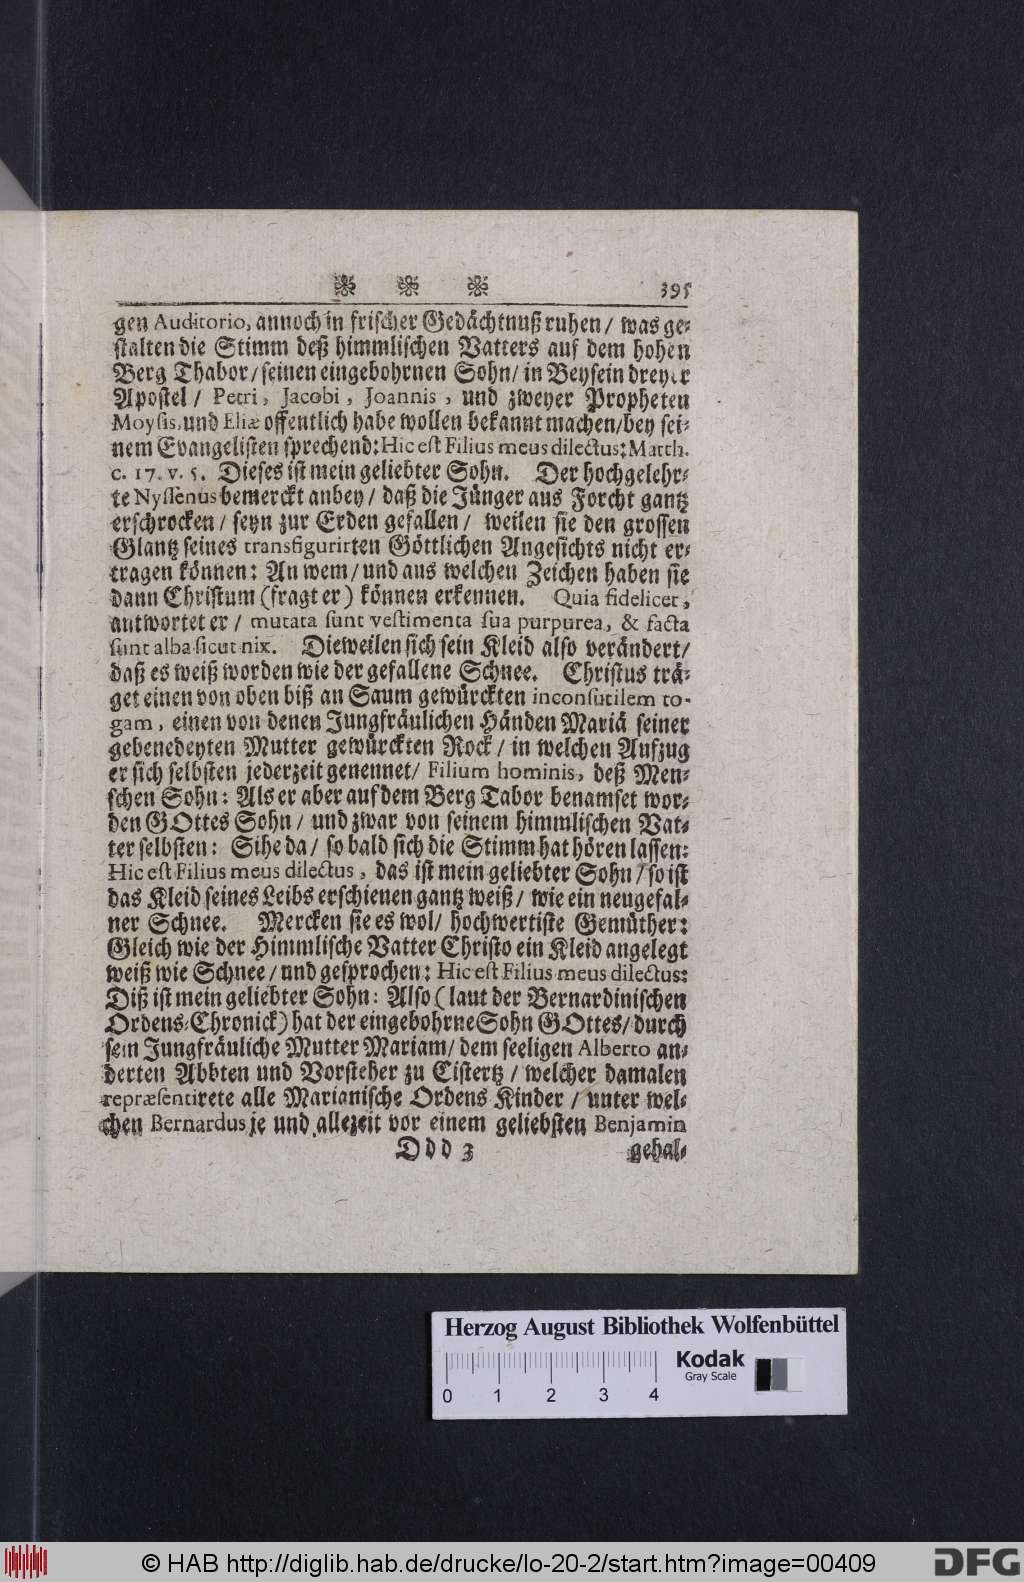 395
gen Auditorio, annoch in frischer Gedächtnuß ruhen / was ge-
stalten die Stimm deß himmlischen Vatters auf dem hohen
Berg Thabor / seinen eingebohrnen Sohn / in Beysein dreyer
Apostel / Petri, Jacobi, Joannis, und zweyer Propheten
Moysis, und Eliæ offentlich habe wollen bekannt machen / bey sei-
nem Evangelisten sprechend: Hic est Filius meus dilectus: Matth.
c. 17. v. 5. Dieses ist mein geliebter Sohn. Der hochgelehr-
te Nyssenus bemerckt anbey / daß die Jünger aus Forcht gantz
erschrocken / seyn zur Erden gefallen / weilen sie den grossen
Glantz seines transfigurirten Göttlichen Angesichts nicht er-
tragen können: An wem / und aus welchen Zeichen haben sie
dann Christum (fragt er) können erkennen. Quia fidelicet,
antwortet er / mutata sunt vestimenta sua purpurea, & facta
sunt alba sicut nix. Dieweilen sich sein Kleid also verändert /
daß es weiß worden wie der gefallene Schnee. Christus trä-
get einen von oben biß an Saum gewürckten inconsutilem to-
gam, einen von denen Jungfräulichen Händen Mariä seiner
gebenedeyten Mutter gewürckten Rock / in welchen Aufzug
er sich selbsten jederzeit genennet / Filium hominis, deß Men-
schen Sohn: Als er aber auf dem Berg Tabor benamset wor-
den GOttes Sohn / und zwar von seinem himmlischen Vat-
ter selbsten: Sihe da / so bald sich die Stimm hat hören lassen:
Hic est Filius meus dilectus, das ist mein geliebter Sohn / so ist
das Kleid seines Leibs erschienen gantz weiß / wie ein neugefal-
ner Schnee. Mercken sie es wol / hochwertiste Gemüther:
Gleich wie der Himmlische Vatter Christo ein Kleid angelegt
weiß wie Schnee / und gesprochen: Hic est Filius meus dilectus:
Diß ist mein geliebter Sohn: Also (laut der Bernardinischen
Ordens-Chronick) hat der eingebohrne Sohn GOttes / durch
sein Jungfräuliche Mutter Mariam / dem seeligen Alberto an-
derten Abbten und Vorsteher zu Cistertz / welcher damalen
repræsentirete alle Marianische Ordens Kinder / unter wel-
chen Bernardus je und allezeit vor einem geliebsten Benjamin
Ddd 3 gehal-
Herzog August Bibliothek Wolfenbüttel
Kodak
Gray Scale
0 1 2 3 4
© HAB http://diglib.hab.de/drucke/lo-20-2/start.htm?image=00409
DFG